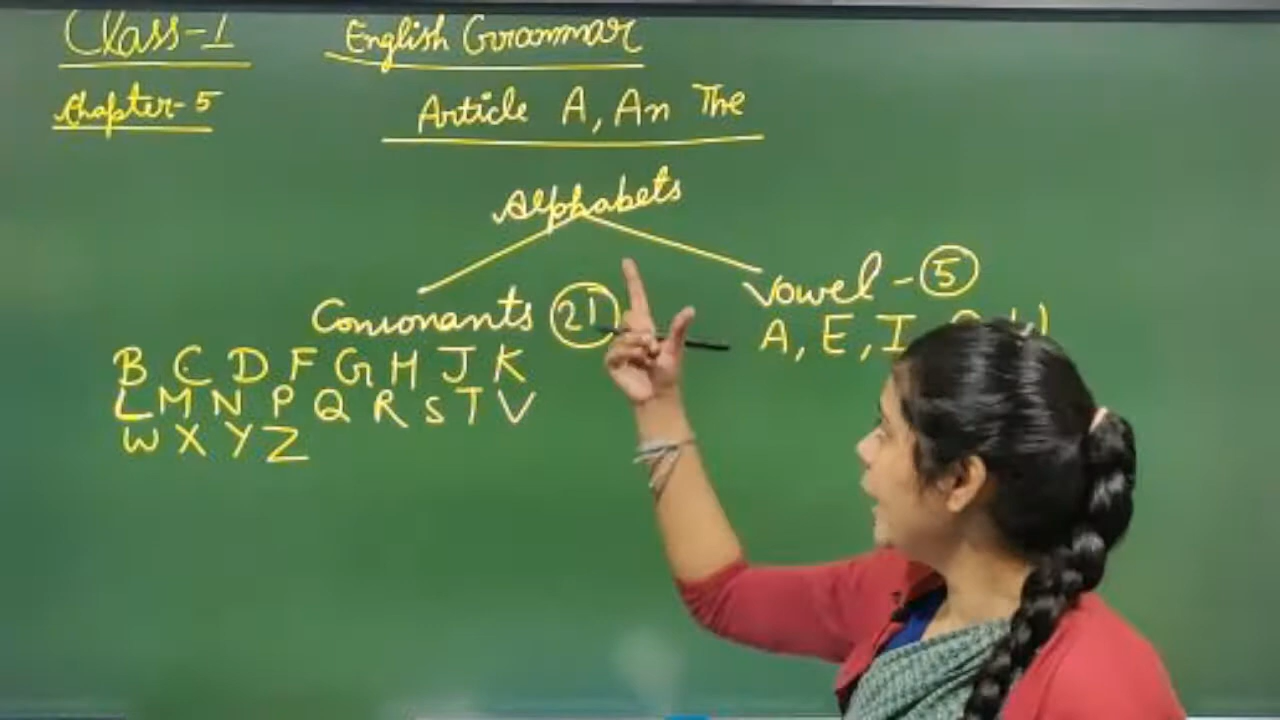 Class-1 English Grammar
Chapter-5 Article A, An The
Alphabets
Consonants 21 Vowel - 5
A, E, I, O, U
B C D F G H J K
L M N P Q R S T V
W X Y Z